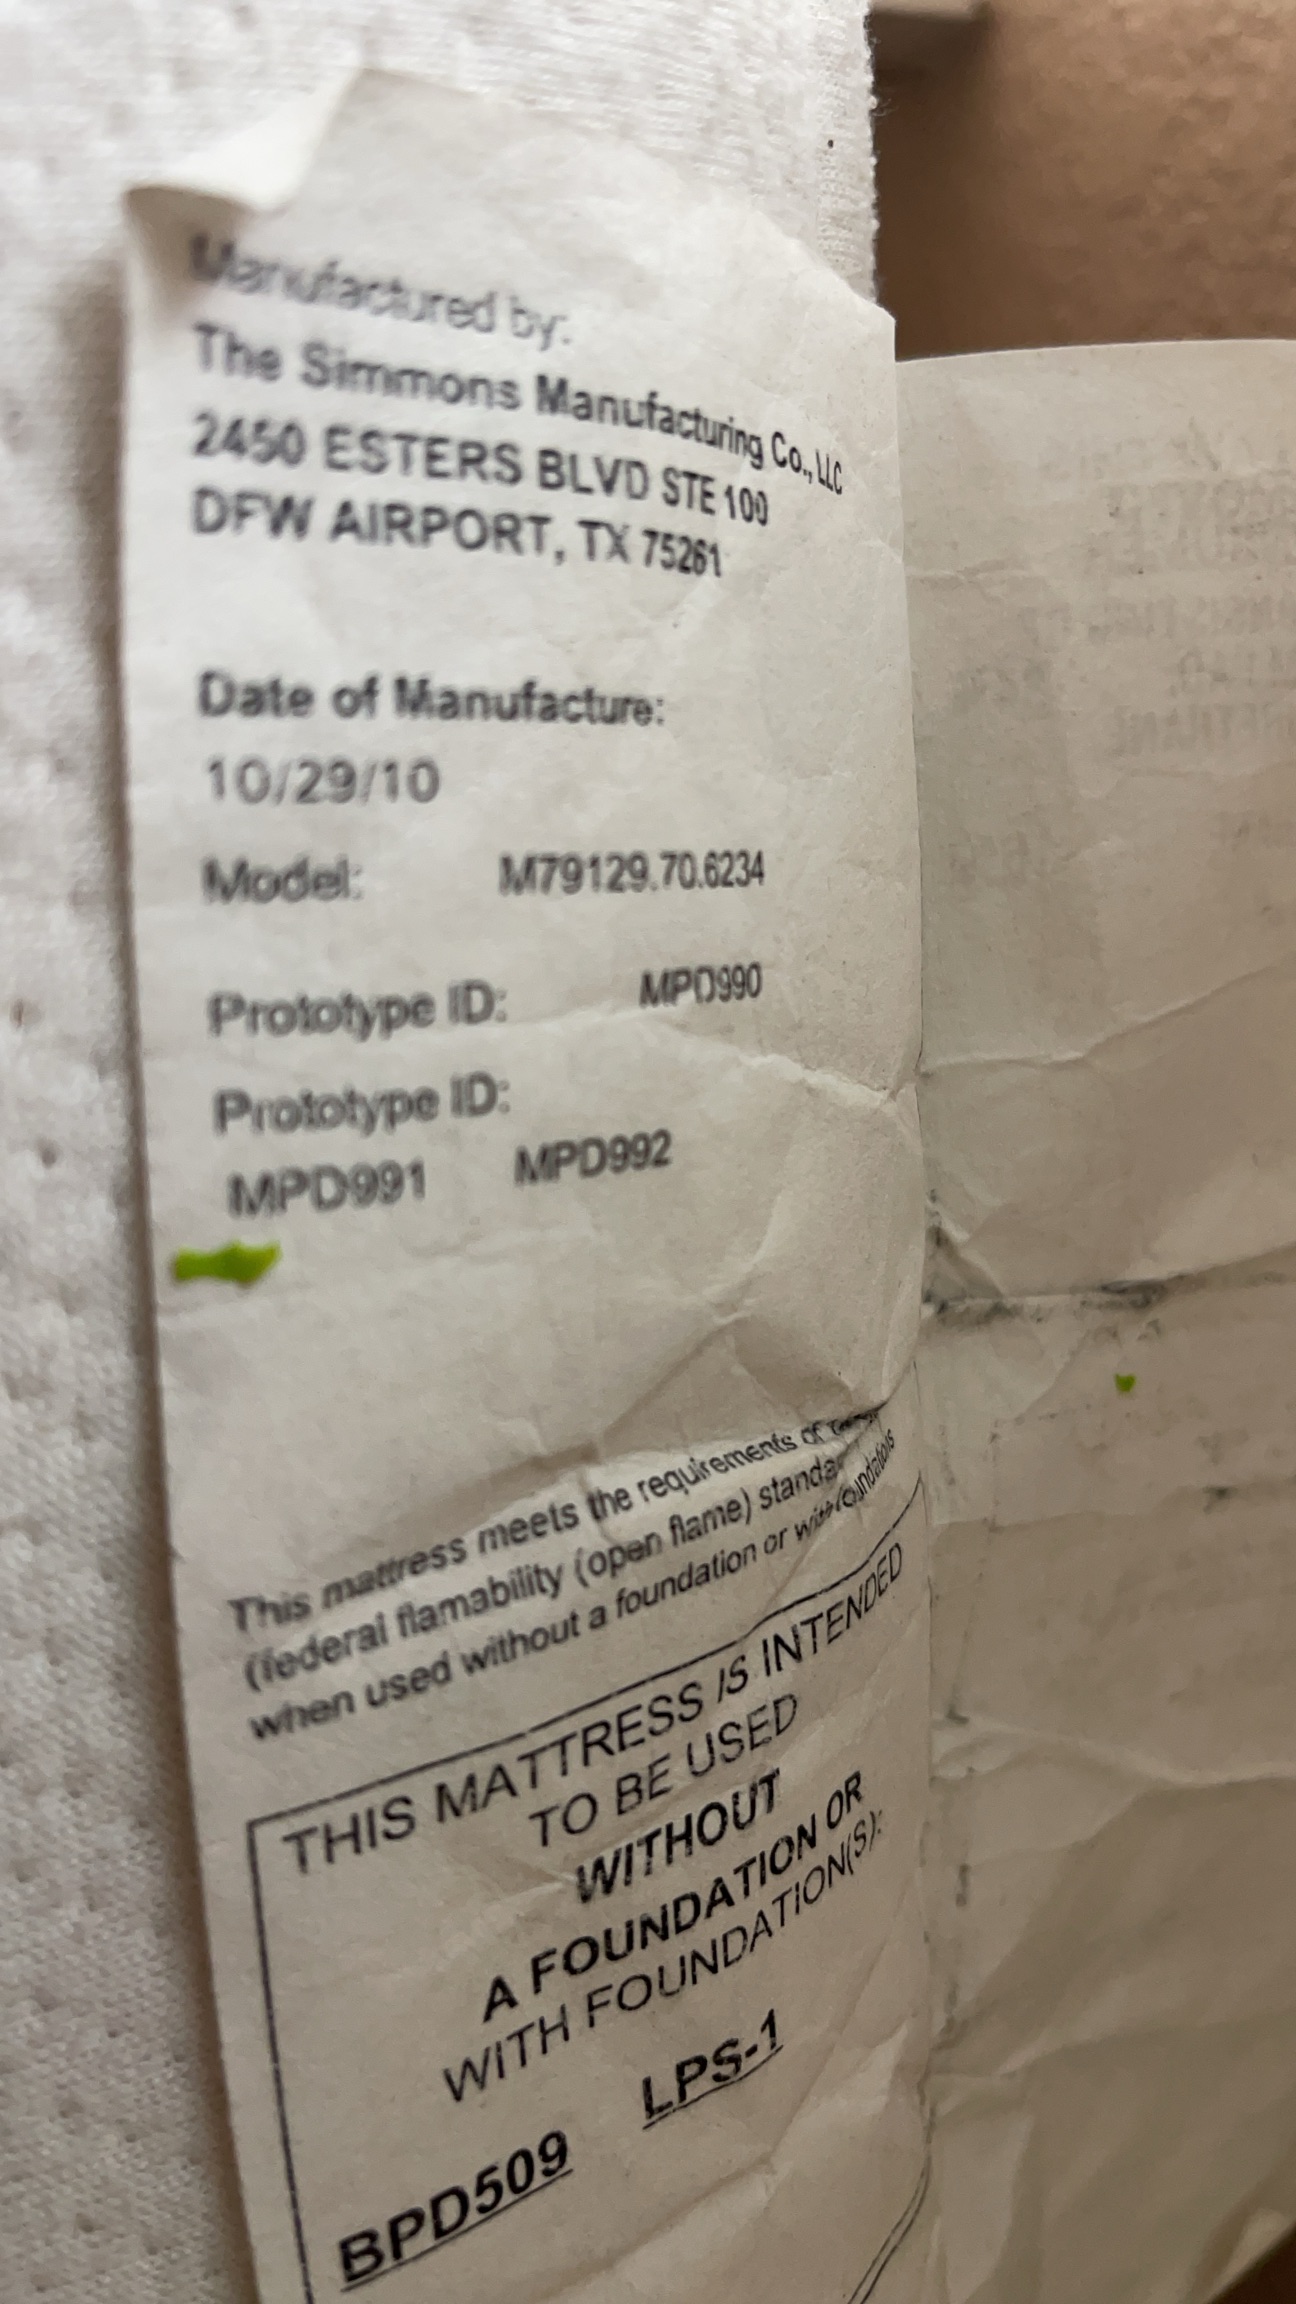 Manufactured by:
The Simmons Manufacturing Co., LLC
2450 ESTERS BLVD STE 100
DFW AIRPORT, TX 75261
Date of Manufacture:
10/29/10
Model: M79129.70.6234
Prototype ID: MPD990
Prototype ID:
MPD991 MPD992
This mattress meets the requirements of
(federal flamability (open flame)
when used without a foundation or with foundations
THIS MATTRESS IS INTENDED
TO BE USED
WITHOUT
A FOUNDATION OR
WITH FOUNDATION(S):
LPS-1
BPD509